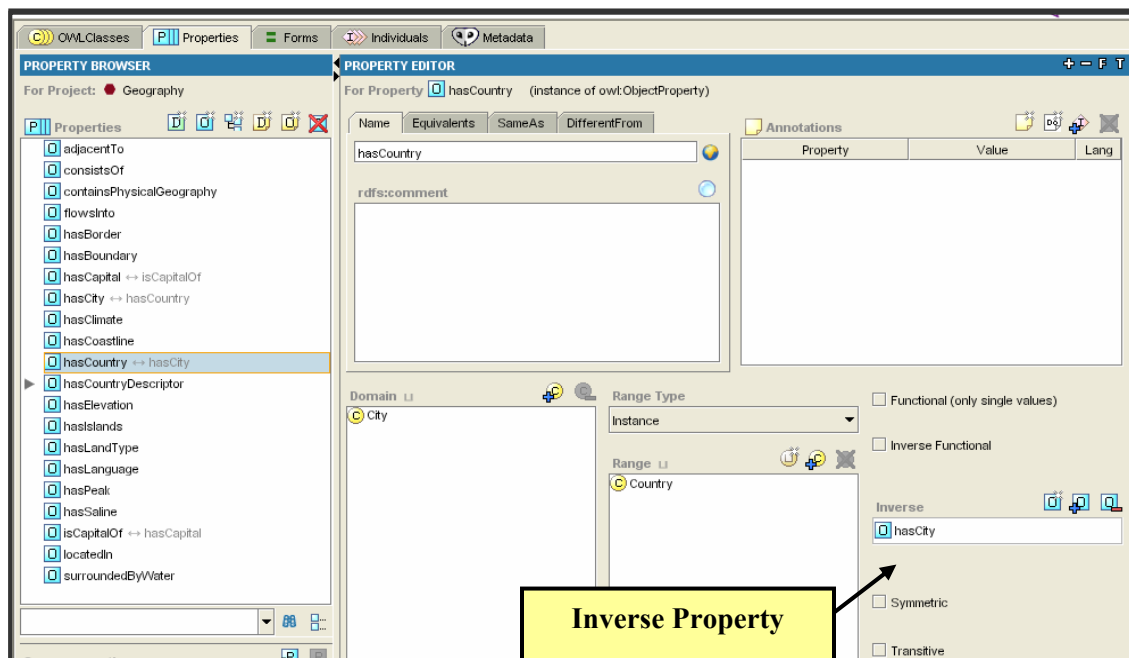 OWLClasses Properties Forms Individuals Metadata
PROPERTY BROWSER
For Project: Geography
Properties
adjacentTo
consistsOf
containsPhysicalGeography
flowsInto
hasBorder
hasBoundary
hasCapital ↔ isCapitalOf
hasCity ↔ hasCountry
hasClimate
hasCoastline
hasCountry ↔ hasCity
hasCountryDescriptor
hasElevation
hasIslands
hasLandType
hasLanguage
hasPeak
hasSaline
isCapitalOf ↔ hasCapital
locatedIn
surroundedByWater
PROPERTY EDITOR
For Property hasCountry (instance of owl:ObjectProperty)
Name Equivalents SameAs DifferentFrom
hasCountry
rdfs:comment
Annotations
Property Value Lang
Domain
City
Range Type
Instance
Range
Country
Functional (only single values)
Inverse Functional
Inverse
hasCity
Symmetric
Transitive
Inverse Property